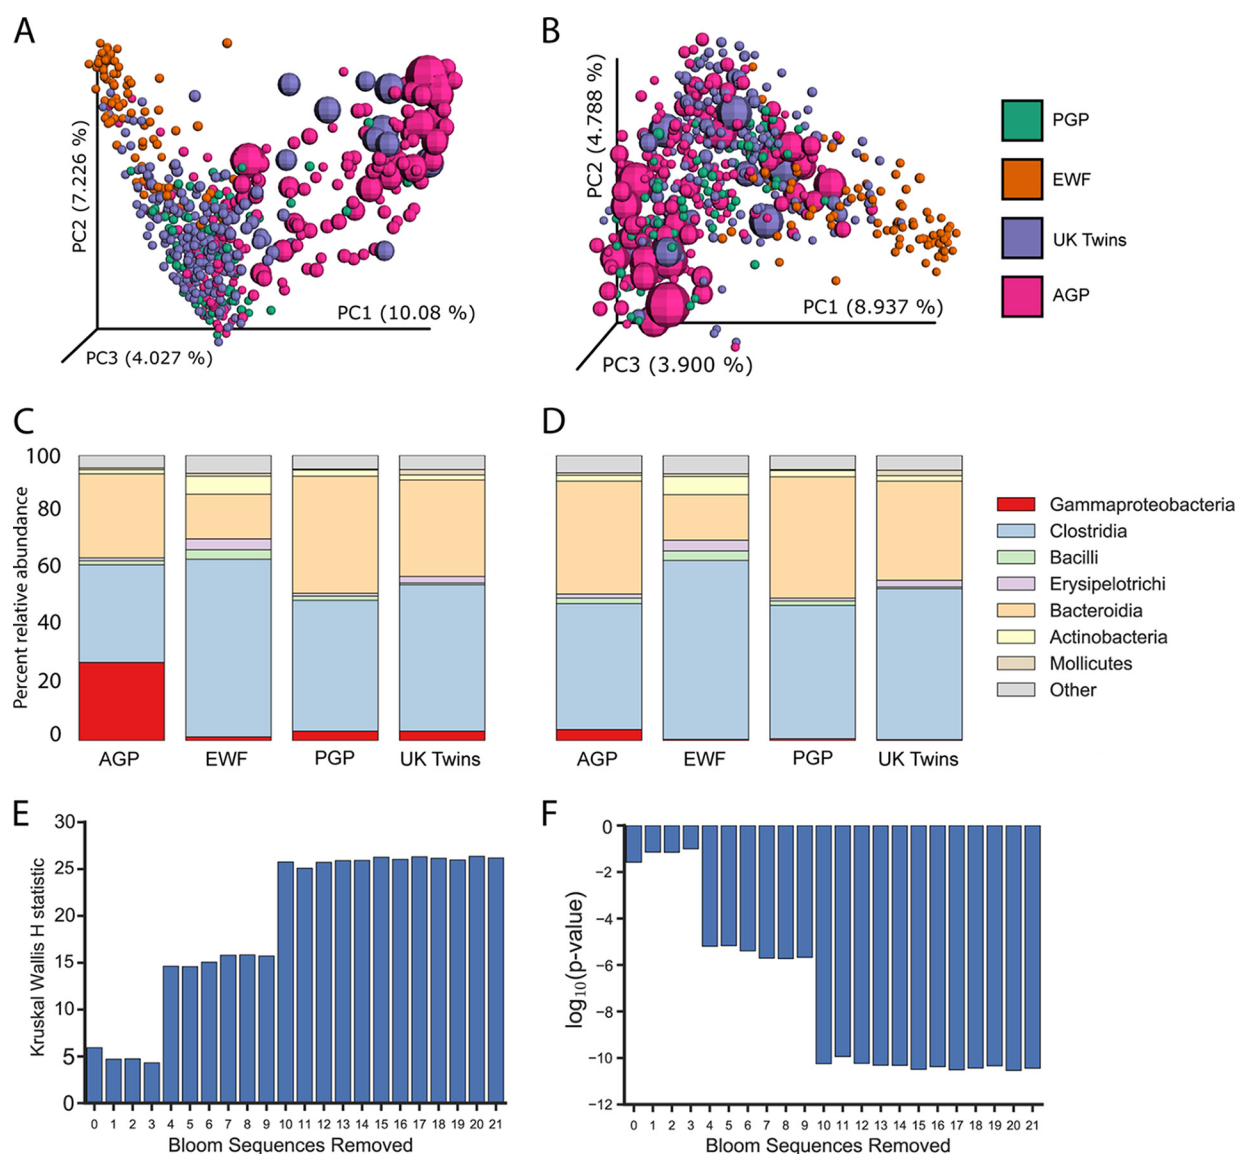 A
PC2 (7.226 %)
PC1 (10.08 %)
PC3 (4.027 %)
B
PC2 (4.788 %)
PC1 (8.937 %)
PC3 (3.900 %)
PGP
EWF
UK Twins
AGP
C
Percent relative abundance
100
80
60
40
20
0
AGP EWF PGP UK Twins
D
AGP EWF PGP UK Twins
Gammaproteobacteria
Clostridia
Bacilli
Erysipelotrichi
Bacteroidia
Actinobacteria
Mollicutes
Other
E
Kruskal Wallis H statistic
30
25
20
15
10
5
0
0 1 2 3 4 5 6 7 8 9 10 11 12 13 14 15 16 17 18 19 20 21
Bloom Sequences Removed
F
log10(p-value)
0
−2
−4
−6
−8
−10
−12
0 1 2 3 4 5 6 7 8 9 10 11 12 13 14 15 16 17 18 19 20 21
Bloom Sequences Removed